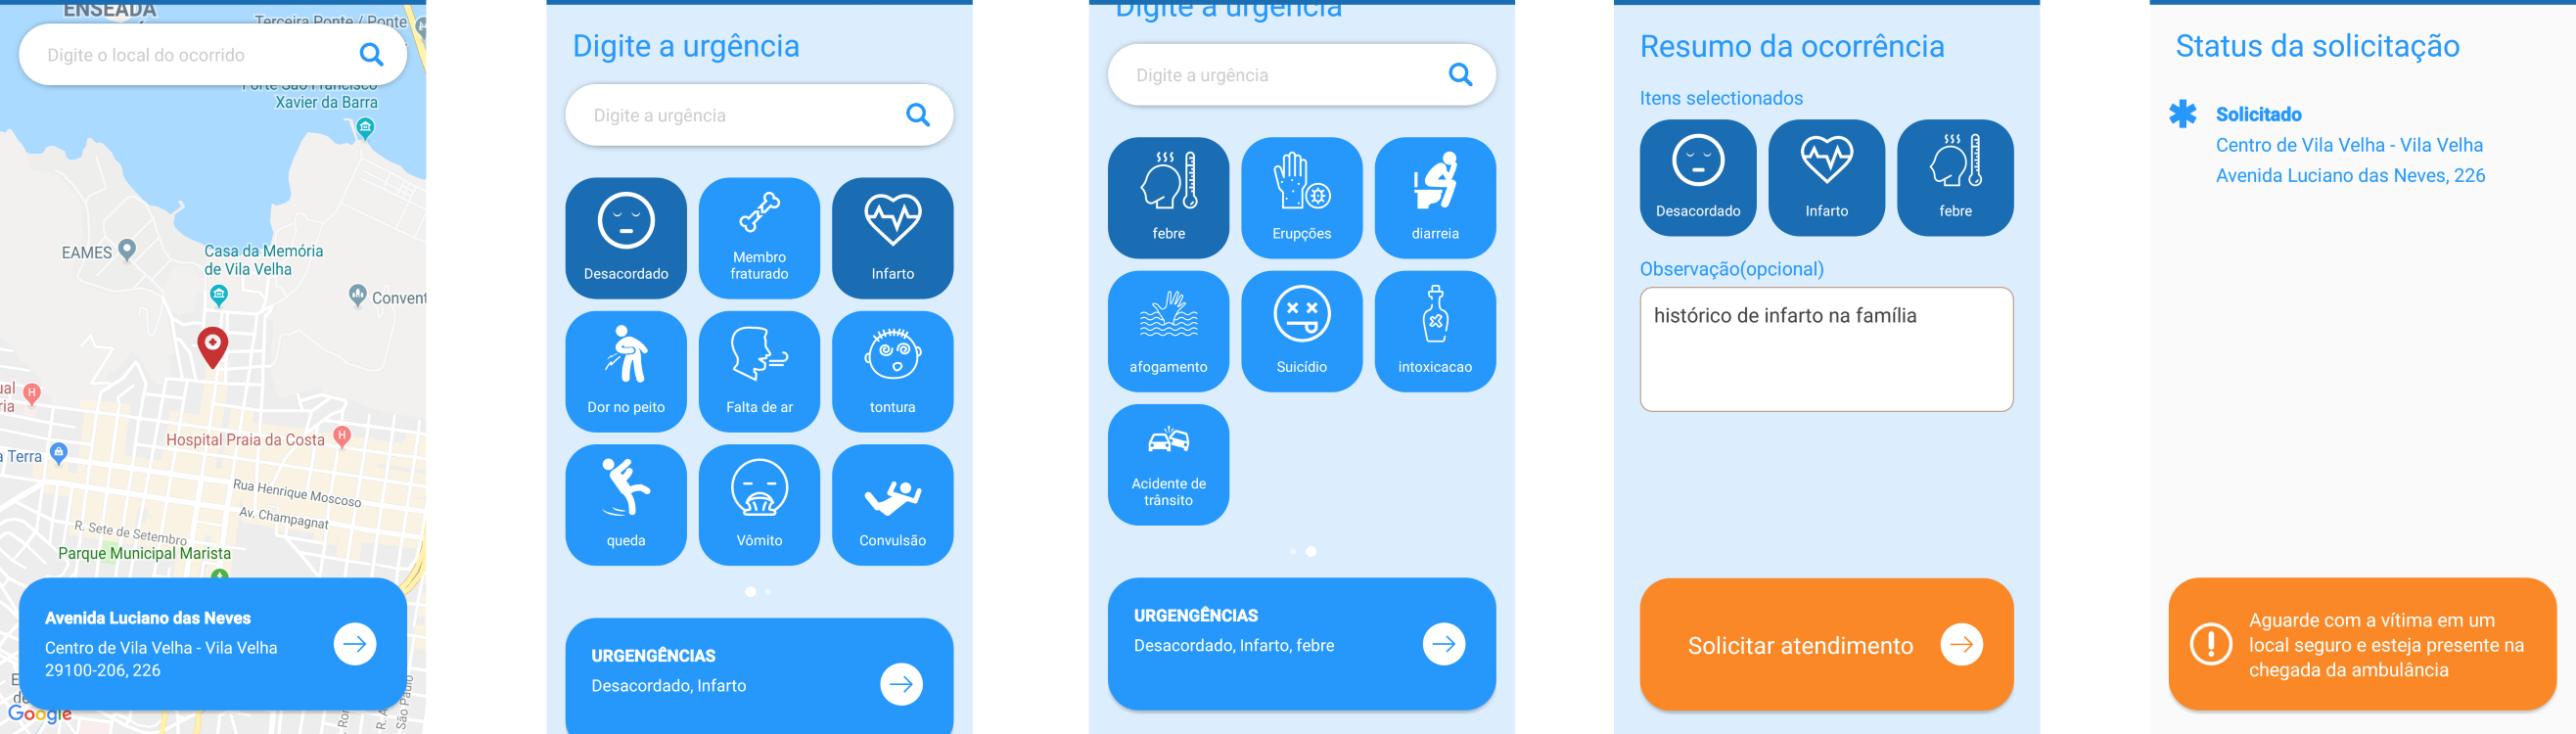 ENSEADA
Terceira Ponte / Ponte
Digite o local do ocorrido
Forte São Francisco
Xavier da Barra
EAMES
Casa da Memória
de Vila Velha
Convent
Hospital Praia da Costa
a Terra
Rua Henrique Moscoso
Av. Champagnat
R. Sete de Setembro
Parque Municipal Marista
Avenida Luciano das Neves
Centro de Vila Velha - Vila Velha
29100-206, 226
Google
São Paulo
Digite a urgência
Digite a urgência
Desacordado
Membro
fraturado
Infarto
Dor no peito
Falta de ar
tontura
queda
Vômito
Convulsão
URGENGÊNCIAS
Desacordado, Infarto
Digite a urgência
Digite a urgência
febre
Erupções
diarreia
afogamento
Suicídio
intoxicacao
Acidente de
trânsito
URGENGÊNCIAS
Desacordado, Infarto, febre
Resumo da ocorrência
Itens selectionados
Desacordado
Infarto
febre
Observação(opcional)
histórico de infarto na família
Solicitar atendimento
Status da solicitação
Solicitado
Centro de Vila Velha - Vila Velha
Avenida Luciano das Neves, 226
Aguarde com a vítima em um
local seguro e esteja presente na
chegada da ambulância